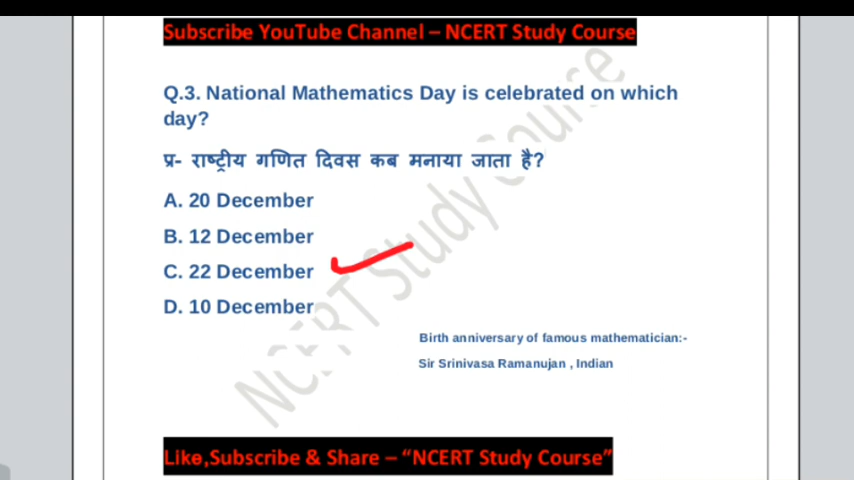 Subscribe YouTube Channel – NCERT Study Course
Q.3. National Mathematics Day is celebrated on which
day?
प्र- राष्ट्रीय गणित दिवस कब मनाया जाता है?
A. 20 December
B. 12 December
C. 22 December
D. 10 December
Birth anniversary of famous mathematician:-
Sir Srinivasa Ramanujan , Indian
NCERT Study Course
Like,Subscribe & Share – “NCERT Study Course”